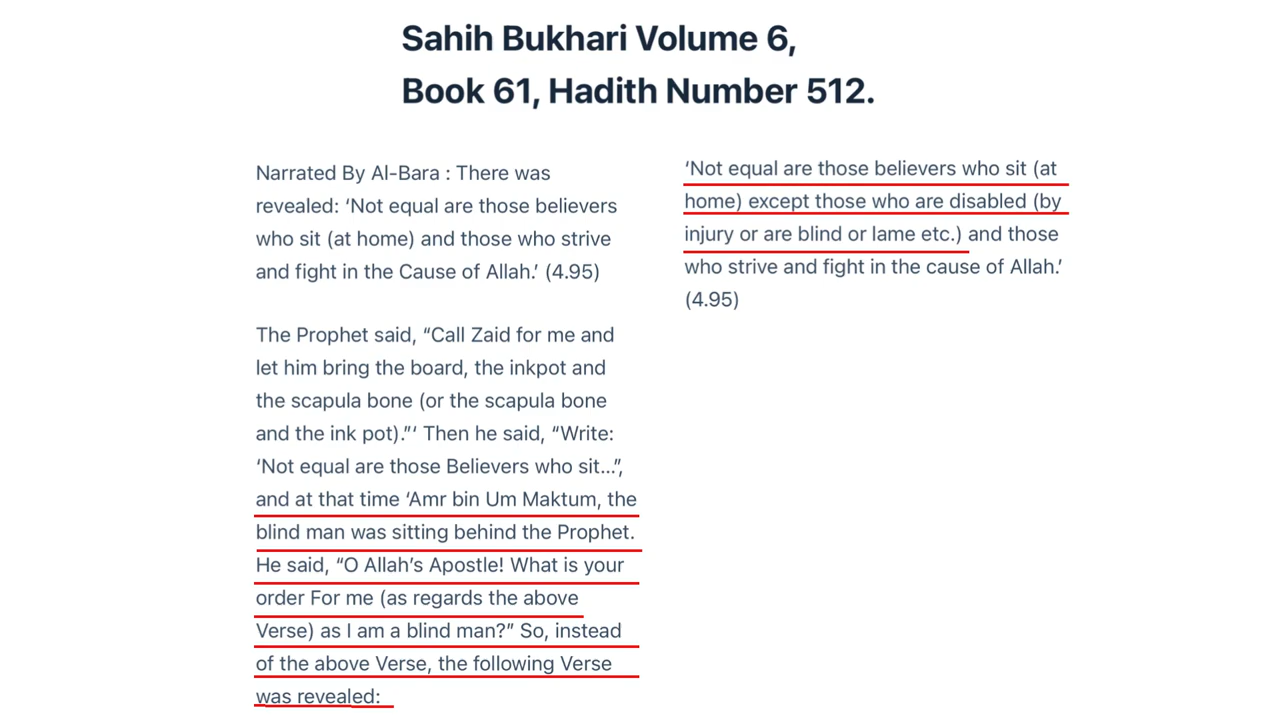 Sahih Bukhari Volume 6,
Book 61, Hadith Number 512.
Narrated By Al-Bara : There was
revealed: ‘Not equal are those believers
who sit (at home) and those who strive
and fight in the Cause of Allah.’ (4.95)
The Prophet said, “Call Zaid for me and
let him bring the board, the inkpot and
the scapula bone (or the scapula bone
and the ink pot).”‘ Then he said, “Write:
‘Not equal are those Believers who sit…”,
and at that time ‘Amr bin Um Maktum, the
blind man was sitting behind the Prophet.
He said, “O Allah’s Apostle! What is your
order For me (as regards the above
Verse) as I am a blind man?” So, instead
of the above Verse, the following Verse
was revealed:
‘Not equal are those believers who sit (at
home) except those who are disabled (by
injury or are blind or lame etc.) and those
who strive and fight in the cause of Allah.’
(4.95)